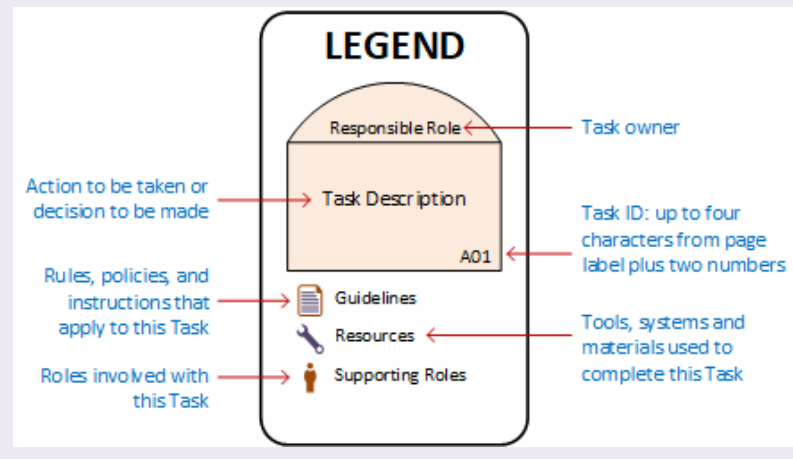 LEGEND
Responsible Role
Task owner
Action to be taken or
decision to be made
Task Description
Task ID: up to four
characters from page
label plus two numbers
A01
Rules, policies, and
instructions that
apply to this Task
Guidelines
Resources
Tools, systems and
materials used to
complete this Task
Roles involved with
this Task
Supporting Roles